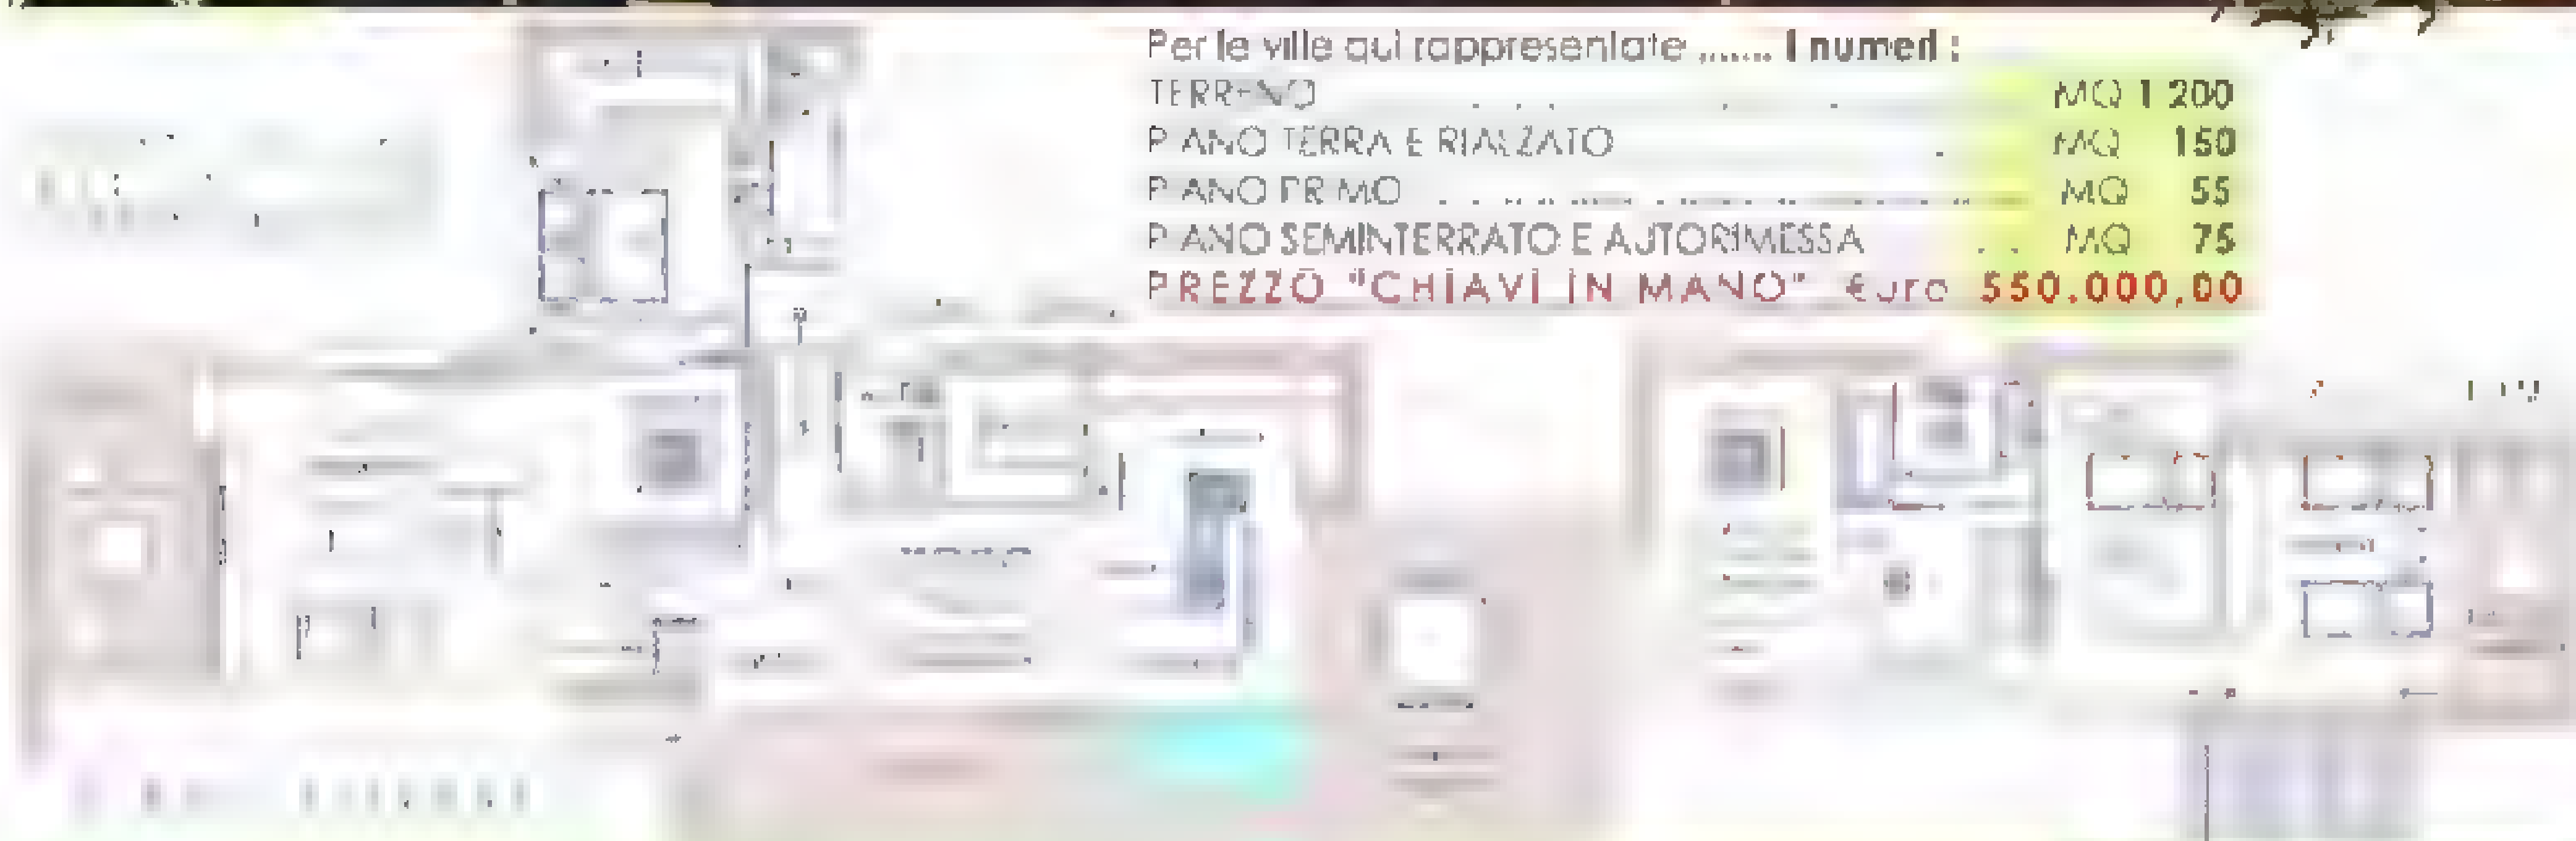 Per le ville qui rappresentate ....... I numeri :
TERRENO MQ 1 200
PIANO TERRA E RIALZATO MQ 150
PIANO PRIMO MQ 55
PIANO SEMINTERRATO E AUTORIMESSA MQ 75
PREZZO "CHIAVI IN MANO" €uro 550.000,00